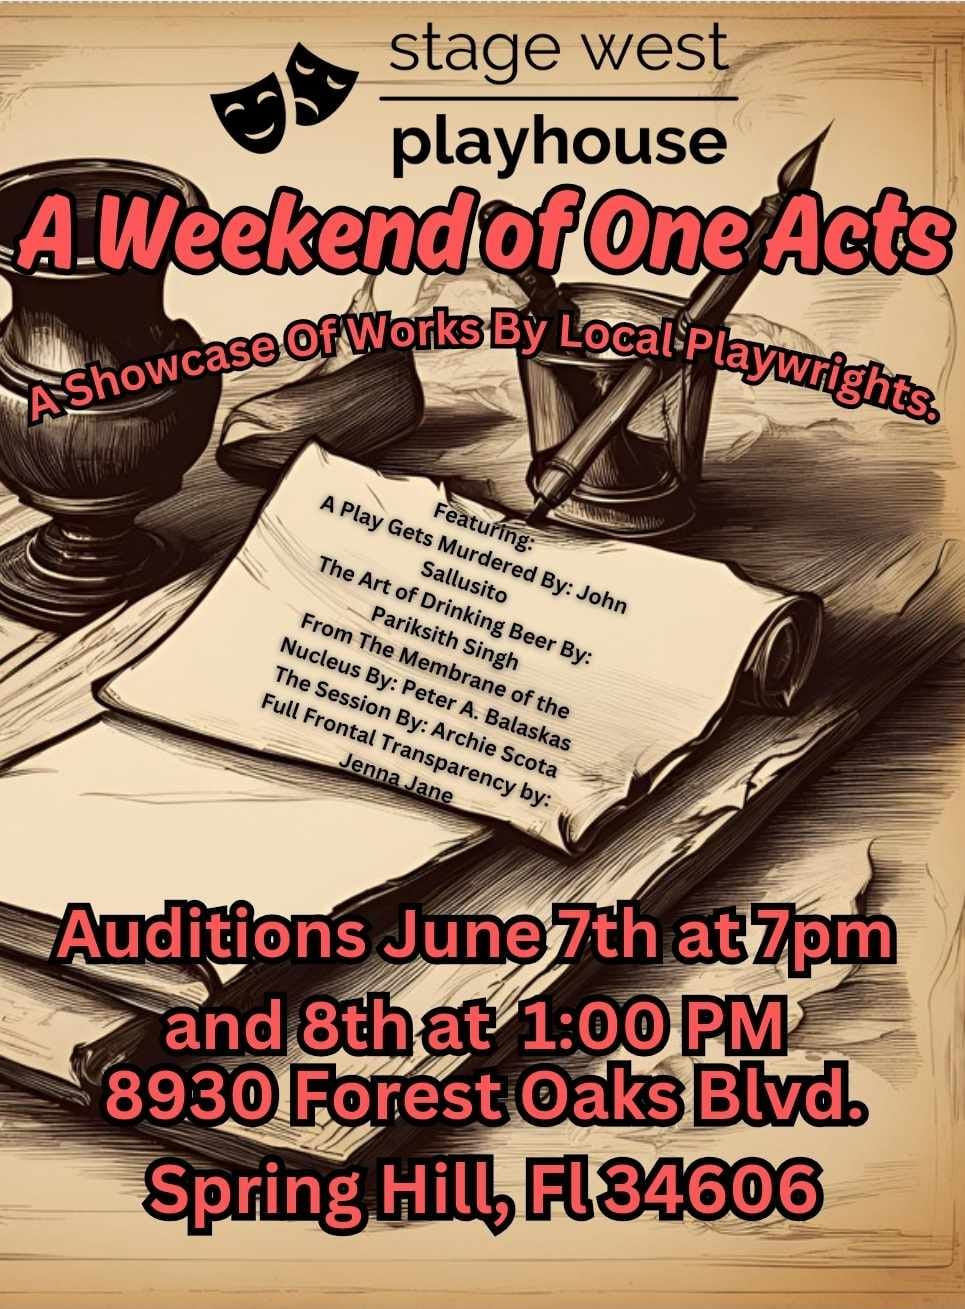 stage west
playhouse
A Weekend of One Acts
A Showcase Of Works By Local Playwrights.
Featuring:
A Play Gets Murdered By: John
Sallusito
The Art of Drinking Beer By:
Pariksith Singh
From The Membrane of the
Nucleus By: Peter A. Balaskas
The Session By: Archie Scota
Full Frontal Transparency by:
Jenna Jane
Auditions June 7th at 7pm
and 8th at 1:00 PM
8930 Forest Oaks Blvd.
Spring Hill, Fl 34606